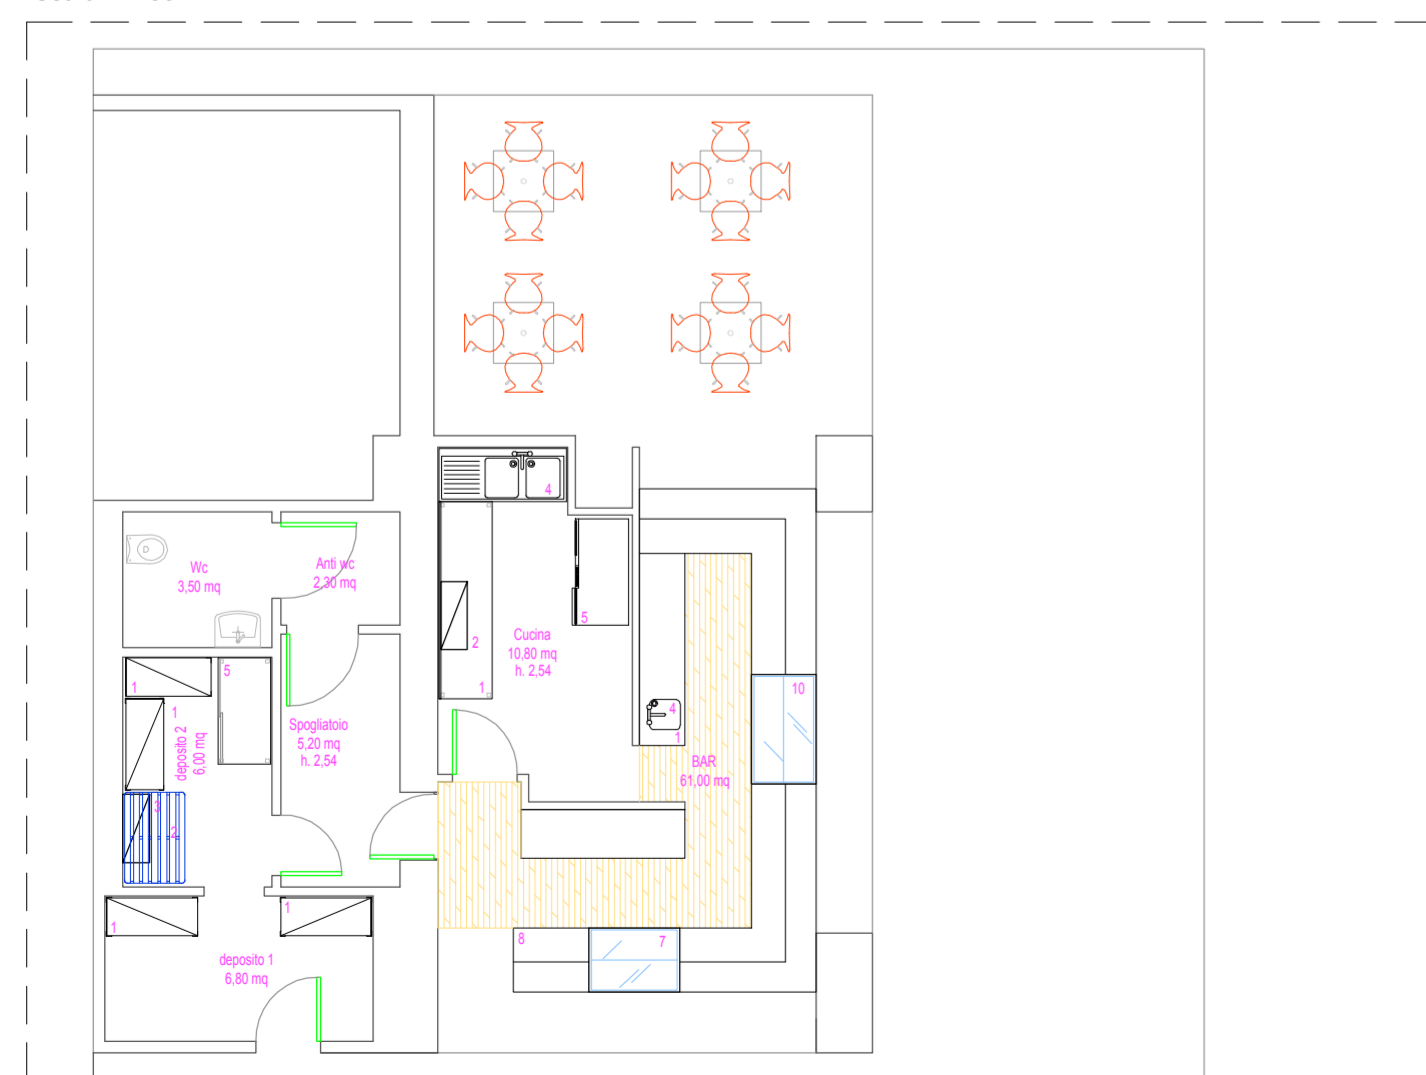 4
Wc
3,50 mq
Anti wc
2,30 mq
5
Cucina
10,80 mq
h. 2,54
2
1
5
1
1
deposito 2
6,00 mq
Spogliatoio
5,20 mq
h. 2,54
4
1
10
BAR
61,00 mq
3
2
1
1
8
7
deposito 1
6,80 mq
D